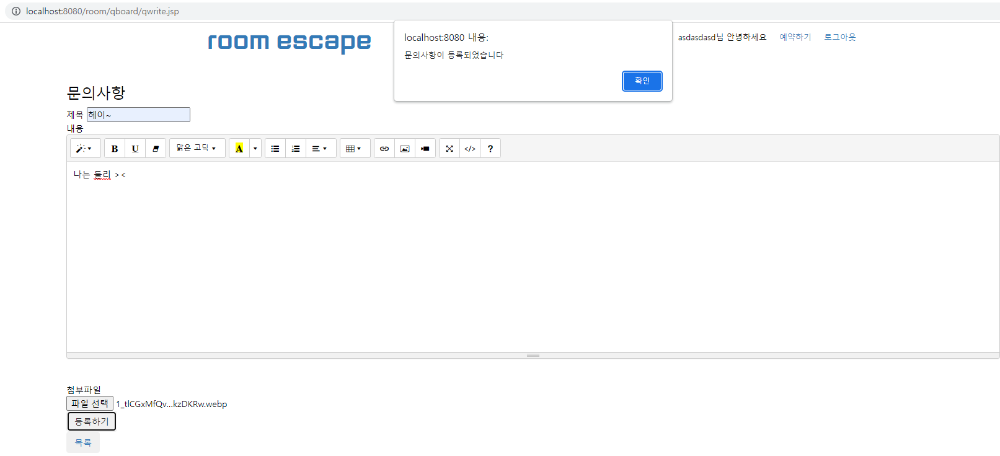 localhost:8080/room/qboard/qwrite.jsp
room escape
localhost:8080 내용:
문의사항이 등록되었습니다
확인
asdasdasd님 안녕하세요 예약하기 로그아웃
문의사항
제목 헤이~
내용
B U 맑은 고딕 A </> ?
나는 둘리 ><
첨부파일
파일 선택 1_tlCGxMfQv...kzDKRw.webp
등록하기
목록